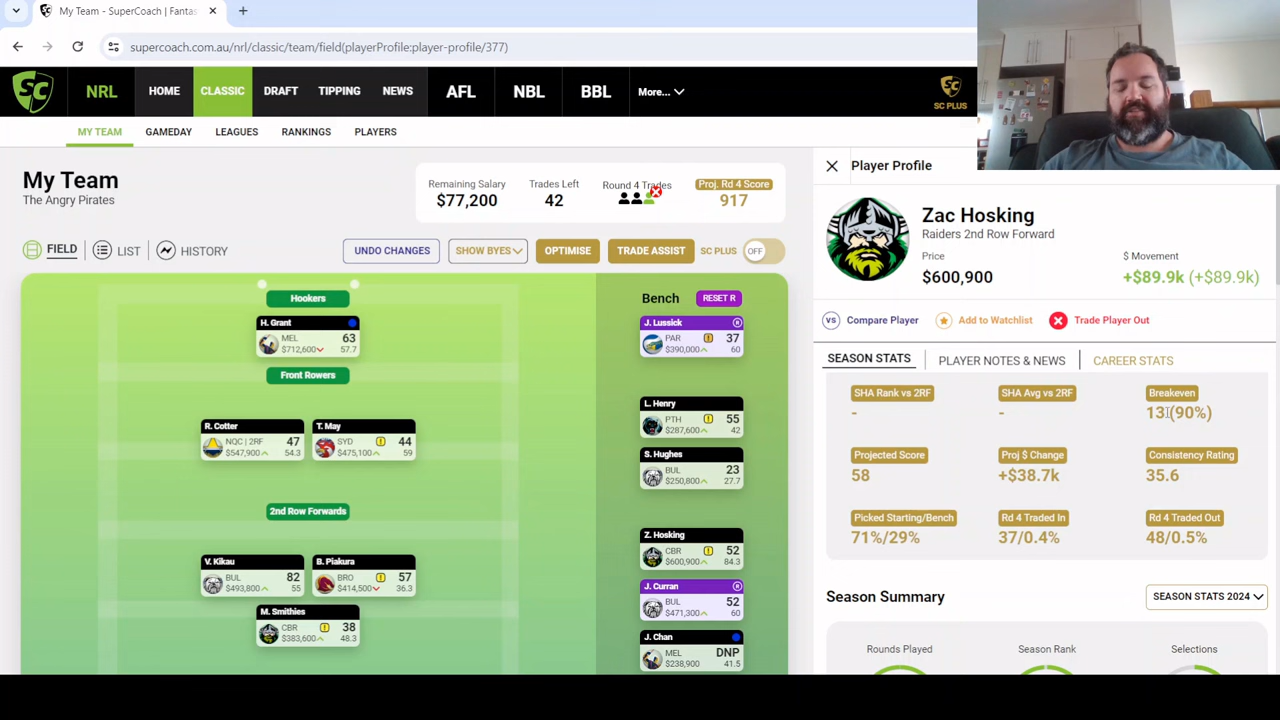 My Team - SuperCoach | Fantas
supercoach.com.au/nrl/classic/team/field(playerProfile:player-profile/377)
SC NRL HOME CLASSIC DRAFT TIPPING NEWS AFL NBL BBL More... SC PLUS
MY TEAM GAMEDAY LEAGUES RANKINGS PLAYERS
My Team
The Angry Pirates
Remaining Salary
$77,200
Trades Left
42
Round 4 Trades
Proj. Rd 4 Score
917
FIELD LIST HISTORY UNDO CHANGES SHOW BYES OPTIMISE TRADE ASSIST SC PLUS OFF
Hookers
H. Grant
MEL 63
$712,600 57.7
Front Rowers
R. Cotter
NQC | 2RF 47
$547,900 54.3
T. May
SYD 44
$475,100 59
2nd Row Forwards
V. Kikau
BUL 82
$493,800 55
B. Piakura
BRO 57
$414,500 36.3
M. Smithies
CBR 38
$383,600 48.3
Bench RESET R
J. Lussick R
PAR 37
$390,000 60
L. Henry
PTH 55
$287,600 42
S. Hughes
BUL 23
$250,800 27.7
Z. Hosking
CBR 52
$600,900 84.3
J. Curran R
BUL 52
$471,300 60
J. Chan
MEL DNP
$238,900 41.5
Player Profile
Zac Hosking
Raiders 2nd Row Forward
Price
$600,900
$ Movement
+$89.9k (+$89.9k)
VS Compare Player Add to Watchlist Trade Player Out
SEASON STATS PLAYER NOTES & NEWS CAREER STATS
SHA Rank vs 2RF
-
SHA Avg vs 2RF
-
Breakeven
13 (90%)
Projected Score
58
Proj $ Change
+$38.7k
Consistency Rating
35.6
Picked Starting/Bench
71%/29%
Rd 4 Traded In
37/0.4%
Rd 4 Traded Out
48/0.5%
Season Summary SEASON STATS 2024
Rounds Played Season Rank Selections